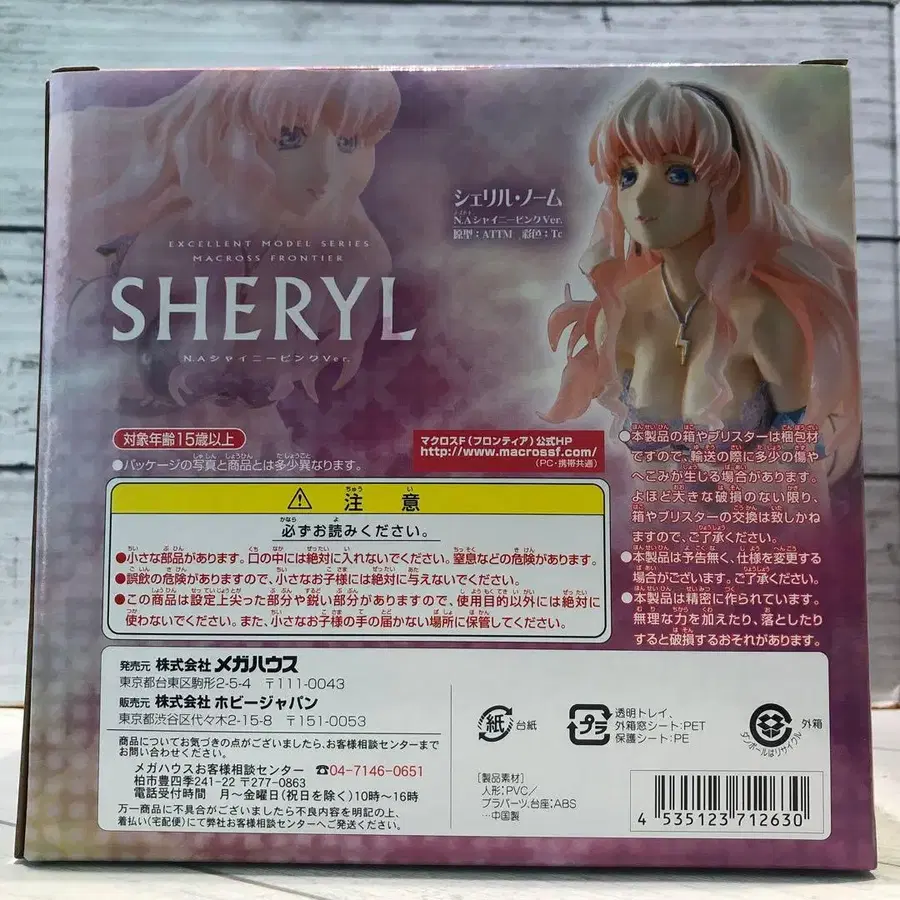 シェリル・ノーム
N.AシャイニーピンクVer.
原型：ATTM 彩色：Tc
EXCELLENT MODEL SERIES
MACROSS FRONTIER
SHERYL
N.AシャイニーピンクVer.
対象年齢15歳以上
●パッケージの写真と商品とは多少異なります。
マクロスF（フロンティア）公式HP
http://www.macrossf.com/
(PC・携帯共通)
注意
必ずお読みください。
●小さな部品があります。口の中には絶対に入れないでください。窒息などの危険があります。
●誤飲の危険がありますので、小さなお子様には絶対に与えないでください。
●この商品は設定上尖った部分や鋭い部分がありますので、使用目的以外には絶対に
使わないでください。また、小さなお子様の手の届かない場所に保管してください。
●本製品の箱やブリスターは梱包材
ですので、輸送の際に多少の傷や
へこみが生じる場合があります。
よほど大きな破損のない限り、
箱やブリスターの交換は致しかね
ますので、ご了承ください。
●本製品は予告無く、仕様を変更する
場合がございます。ご了承ください。
●本製品は精密に作られています。
無理な力を加えたり、落としたり
すると破損するおそれがあります。
発売元 株式会社 メガハウス
東京都台東区駒形2-5-4 〒111-0043
販売元 株式会社 ホビージャパン
東京都渋谷区代々木2-15-8 〒151-0053
商品についてお気づきの点がございましたら、お客様相談センターまで
お問い合わせください。
メガハウスお客様相談センター ☎04-7146-0651
柏市豊四季241-22 〒277-0863
電話受付時間 月〜金曜日(祝日を除く)10時〜16時
万一商品に不具合がございましたら不良内容を明記の上、
着払い(宅配便)にて弊社お客様相談センターへご発送ください。
紙 台紙
プラ 透明トレイ、
外箱窓シート:PET
保護シート:PE
外箱
ダンボールはリサイクル
[製品素材]
人形:PVC／
プラパーツ、台座:ABS
…中国製
4 535123 712630